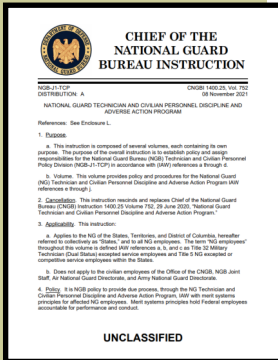 CHIEF OF THE
NATIONAL GUARD
BUREAU INSTRUCTION
NGB-J1-TCP
CNGBI 1400.25, Vol. 752
DISTRIBUTION: A
08 November 2021
NATIONAL GUARD TECHNICIAN AND CIVILIAN PERSONNEL DISCIPLINE AND
ADVERSE ACTION PROGRAM
References: See Enclosure L.
1. Purpose.
a. This instruction is composed of several volumes, each containing its own
purpose. The purpose of the overall instruction is to establish policy and assign
responsibilities for the National Guard Bureau (NGB) Technician and Civilian Personnel
Policy Division (NGB-J1-TCP) in accordance with (IAW) references a through d.
b. Volume. This volume provides policy and procedures for the National Guard
(NG) Technician and Civilian Personnel Discipline and Adverse Action Program IAW
references e through j.
2. Cancellation. This instruction rescinds and replaces Chief of the National Guard
Bureau (CNGB) Instruction 1400.25 Volume 752, 29 June 2020, "National Guard
Technician and Civilian Personnel Discipline and Adverse Action Program."
3. Applicability. This instruction:
a. Applies to the NG of the States, Territories, and District of Columbia, hereafter
referred to collectively as "States," and to all NG employees. The term "NG employees"
throughout this volume is defined IAW references a, b, and c as Title 32 Military
Technician (Dual Status) excepted service employees and Title 5 NG excepted or
competitive service employees within the States.
b. Does not apply to the civilian employees of the Office of the CNGB, NGB Joint
Staff, Air National Guard Directorate, and Army National Guard Directorate.
4. Policy. It is NGB policy to provide due process, through the NG Technician and
Civilian Personnel Discipline and Adverse Action Program, IAW with merit systems
principles for affected NG employees. Merit systems principles hold Federal employees
accountable for performance and conduct.
UNCLASSIFIED